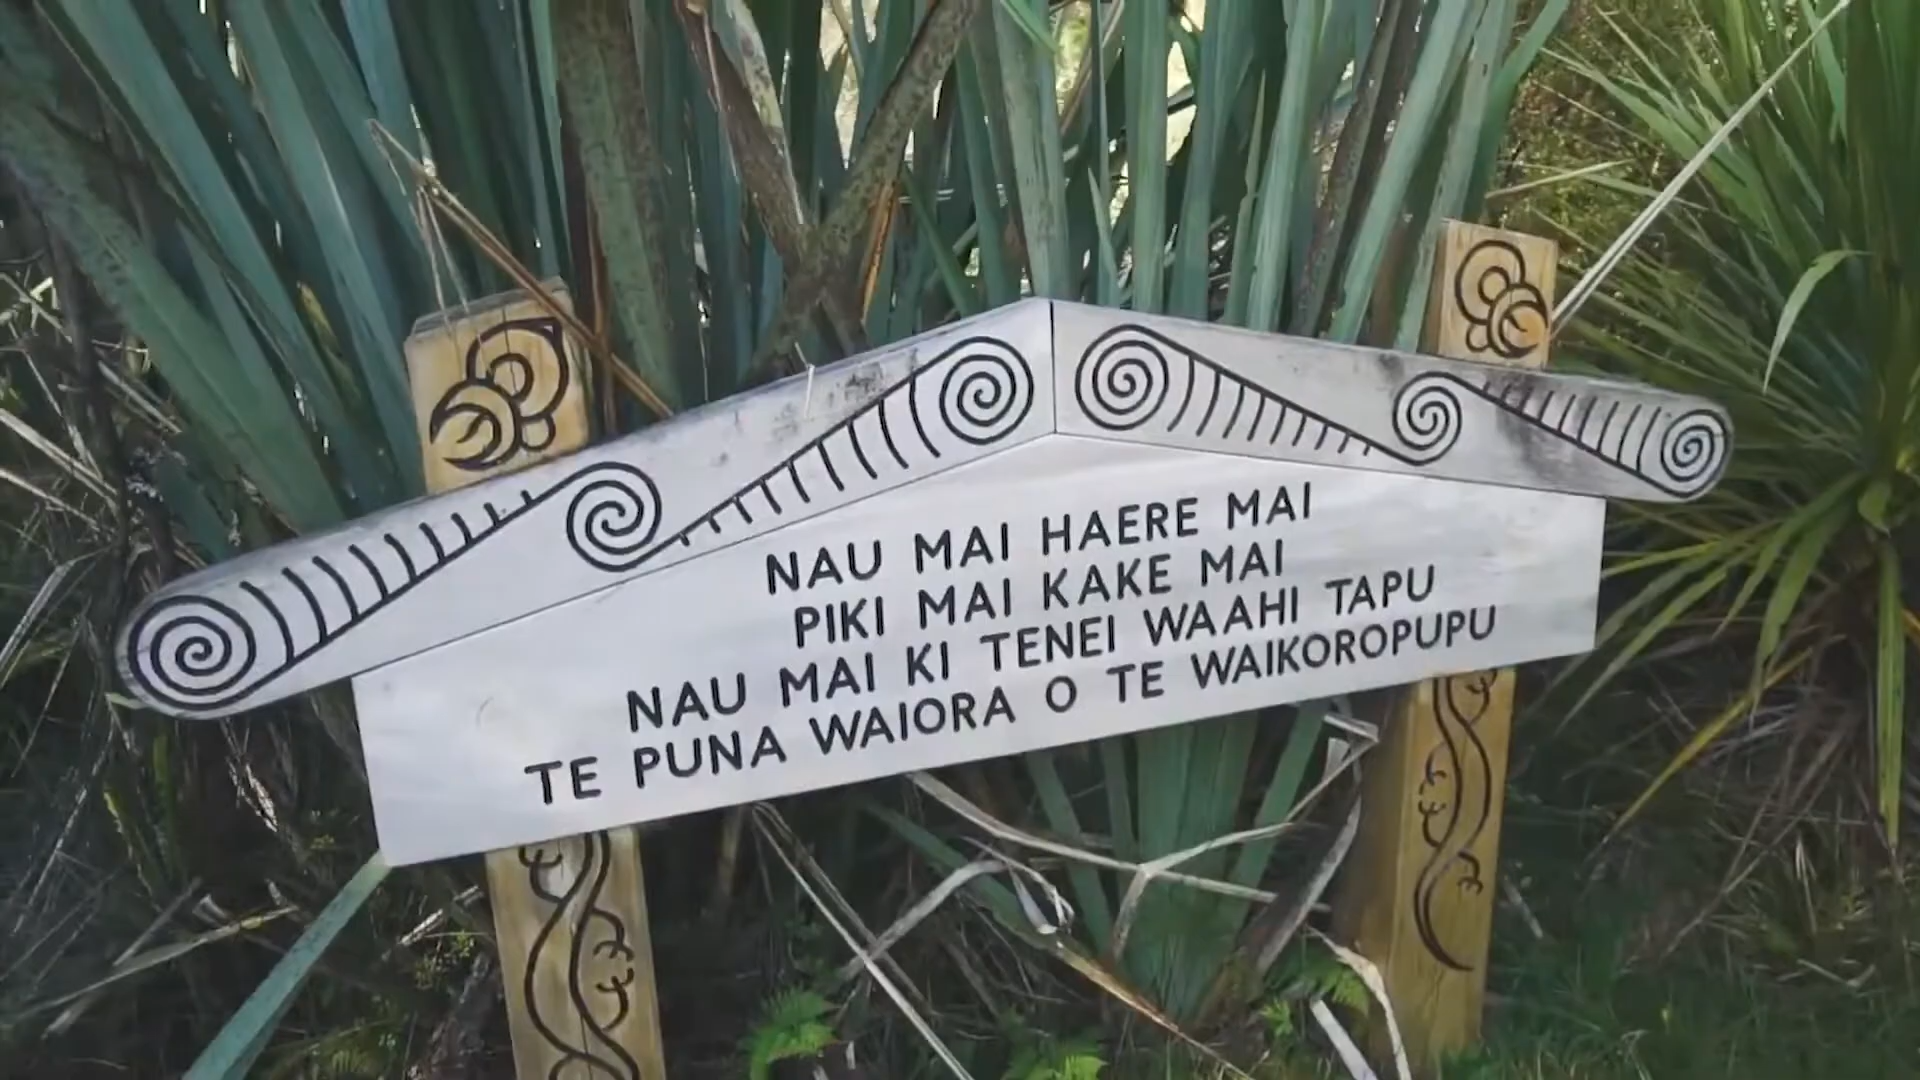 NAU MAI HAERE MAI
PIKI MAI KAKE MAI
NAU MAI KI TENEI WAAHI TAPU
TE PUNA WAIORA O TE WAIKOROPUPU